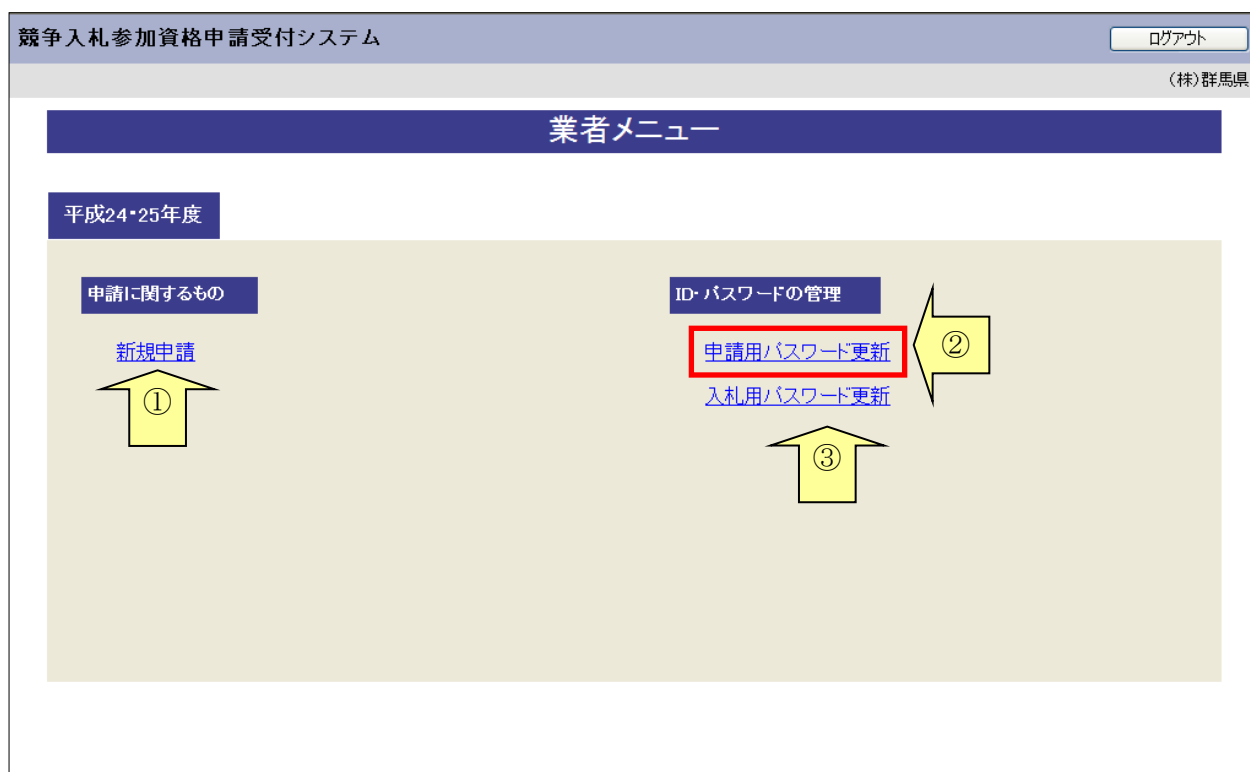 競争入札参加資格申請受付システム
ログアウト
(株)群馬県
業者メニュー
平成24・25年度
申請に関するもの
ID・パスワードの管理
新規申請
申請用パスワード更新
②
入札用パスワード更新
①
③